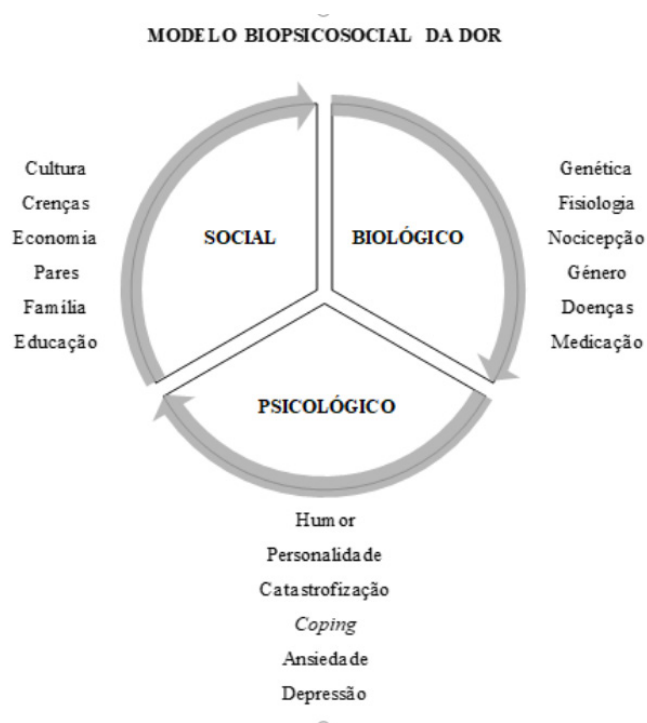 MODELO BIOPSICOSOCIAL DA DOR
Cultura
Crenças
Economia
Pares
Família
Educação
SOCIAL
BIOLÓGICO
Genética
Fisiologia
Nocicepção
Género
Doenças
Medicação
PSICOLÓGICO
Humor
Personalidade
Catastrofização
Coping
Ansiedade
Depressão